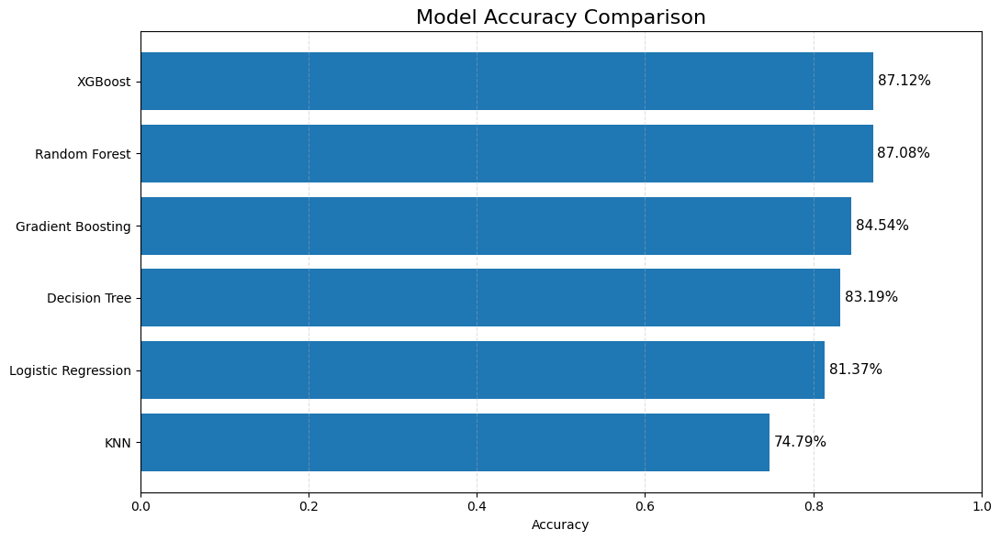 Model Accuracy Comparison
XGBoost 87.12%
Random Forest 87.08%
Gradient Boosting 84.54%
Decision Tree 83.19%
Logistic Regression 81.37%
KNN 74.79%
0.0 0.2 0.4 0.6 0.8 1.0
Accuracy